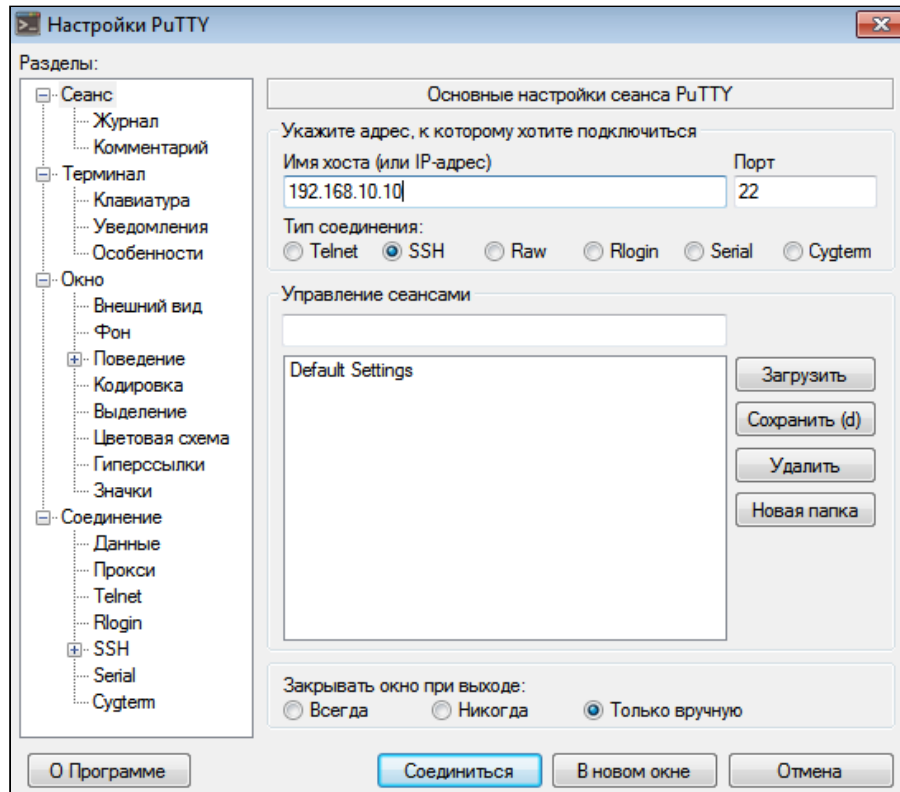 Настройки PuTTY
Разделы:
Сеанс
Журнал
Комментарий
Терминал
Клавиатура
Уведомления
Особенности
Окно
Внешний вид
Фон
Поведение
Кодировка
Выделение
Цветовая схема
Гиперссылки
Значки
Соединение
Данные
Прокси
Telnet
Rlogin
SSH
Serial
Cygterm
Основные настройки сеанса PuTTY
Укажите адрес, к которому хотите подключиться
Имя хоста (или IP-адрес) Порт
192.168.10.10 22
Тип соединения:
Telnet SSH Raw Rlogin Serial Cygterm
Управление сеансами
Default Settings
Загрузить
Сохранить (d)
Удалить
Новая папка
Закрывать окно при выходе:
Всегда Никогда Только вручную
О Программе Соединиться В новом окне Отмена